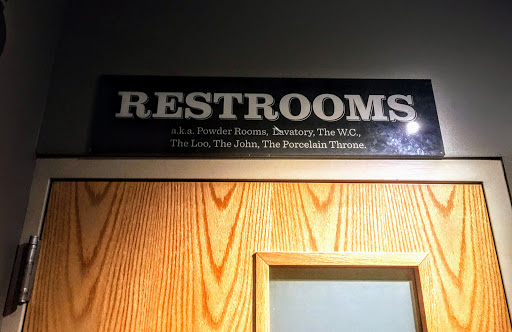 RESTROOMS
a.k.a. Powder Rooms, Lavatory, The W.C.,
The Loo, The John, The Porcelain Throne.